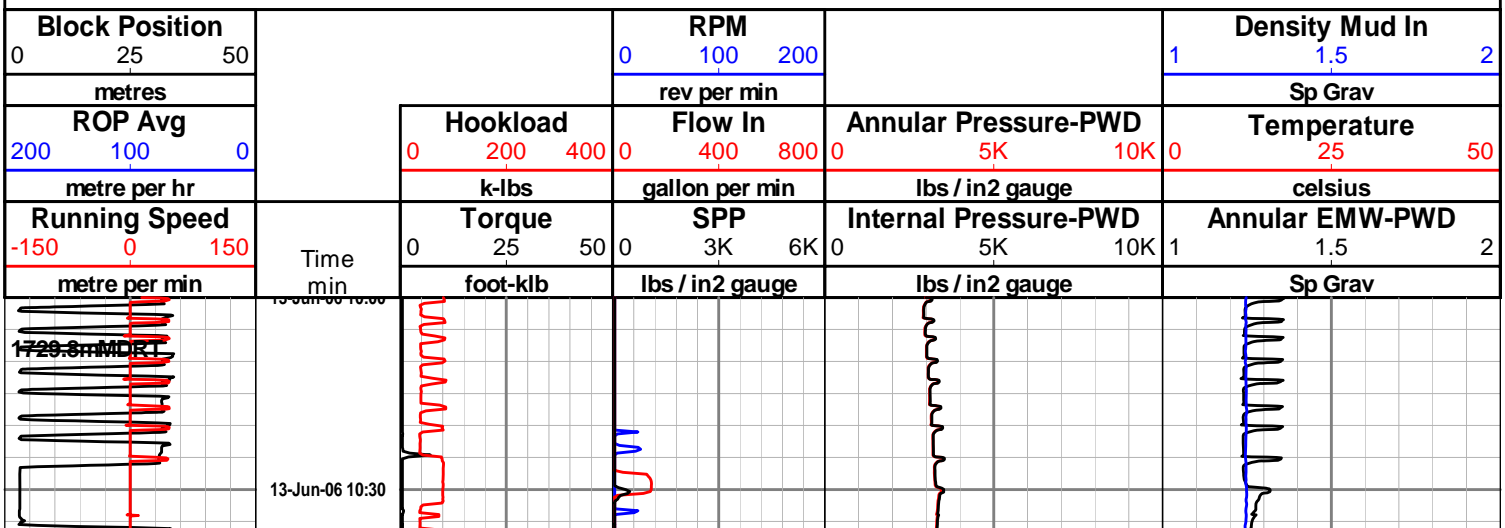 Block Position
0 25 50
metres
RPM
0 100 200
rev per min
Density Mud In
1 1.5 2
Sp Grav
ROP Avg
200 100 0
metre per hr
Hookload
0 200 400
k-lbs
Flow In
0 400 800
gallon per min
Annular Pressure-PWD
0 5K 10K
lbs / in2 gauge
Temperature
0 25 50
celsius
Running Speed
-150 0 150
metre per min
Time
min
Torque
0 25 50
foot-klb
SPP
0 3K 6K
lbs / in2 gauge
Internal Pressure-PWD
0 5K 10K
lbs / in2 gauge
Annular EMW-PWD
1 1.5 2
Sp Grav
1729.8mMDRT
13-Jun-06 10:30